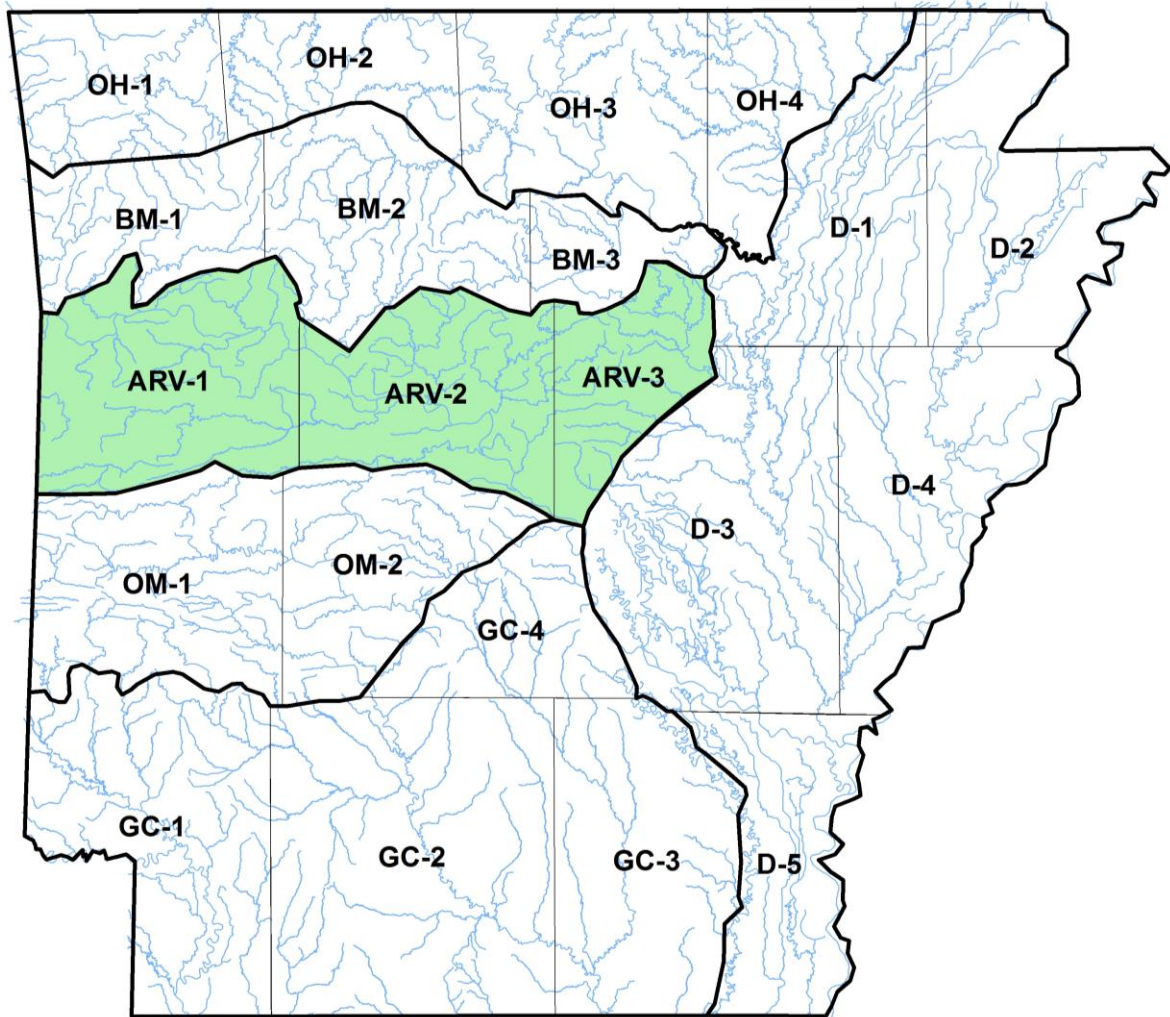 OH-1
OH-2
OH-3
OH-4
BM-1
BM-2
BM-3
D-1
D-2
ARV-1
ARV-2
ARV-3
D-3
D-4
OM-1
OM-2
GC-4
GC-1
GC-2
GC-3
D-5